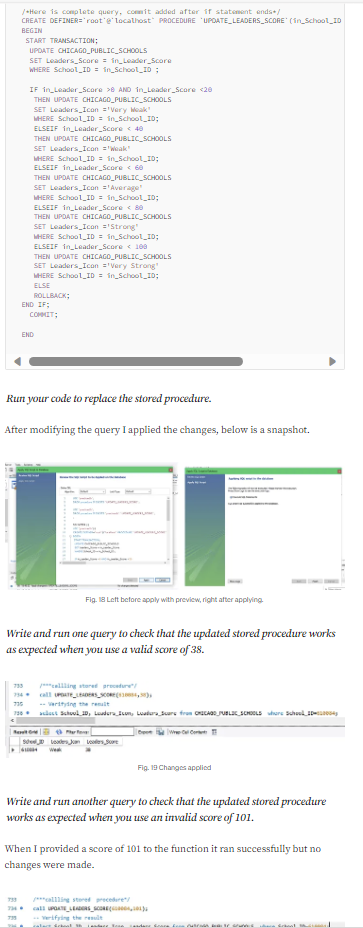 /*Here is complete query, commit added after if statement ends*/
CREATE DEFINER=`root`@`localhost` PROCEDURE `UPDATE_LEADERS_SCORE`(in_School_ID
BEGIN
START TRANSACTION;
UPDATE CHICAGO_PUBLIC_SCHOOLS
SET Leaders_Score = in_Leader_Score
WHERE School_ID = in_School_ID ;
IF in_Leader_Score >0 AND in_Leader_Score <20
THEN UPDATE CHICAGO_PUBLIC_SCHOOLS
SET Leaders_Icon ='Very Weak'
WHERE School_ID = in_School_ID;
ELSEIF in_Leader_Score < 40
THEN UPDATE CHICAGO_PUBLIC_SCHOOLS
SET Leaders_Icon ='Weak'
WHERE School_ID = in_School_ID;
ELSEIF in_Leader_Score < 60
THEN UPDATE CHICAGO_PUBLIC_SCHOOLS
SET Leaders_Icon ='Average'
WHERE School_ID = in_School_ID;
ELSEIF in_Leader_Score < 80
THEN UPDATE CHICAGO_PUBLIC_SCHOOLS
SET Leaders_Icon ='Strong'
WHERE School_ID = in_School_ID;
ELSEIF in_Leader_Score < 100
THEN UPDATE CHICAGO_PUBLIC_SCHOOLS
SET Leaders_Icon ='Very Strong'
WHERE School_ID = in_School_ID;
ELSE
ROLLBACK;
END IF;
COMMIT;
END
Run your code to replace the stored procedure.
After modifying the query I applied the changes, below is a snapshot.
Fig. 18 Left before apply with preview, right after applying.
Write and run one query to check that the updated stored procedure works
as expected when you use a valid score of 38.
733 /***callling stored procedure*/
734 call UPDATE_LEADERS_SCORE(610084,38);
735 -- Verifying the result
736 select School_ID, Leaders_Icon, Leaders_Score from CHICAGO_PUBLIC_SCHOOLS where School_ID=610084;
Result Grid Filter Rows: Export: Wrap Cell Content:
School_ID Leaders_Icon Leaders_Score
610084 Weak 38
Fig. 19 Changes applied
Write and run another query to check that the updated stored procedure
works as expected when you use an invalid score of 101.
When I provided a score of 101 to the function it ran successfully but no
changes were made.
733 /***callling stored procedure*/
734 call UPDATE_LEADERS_SCORE(610084,101);
735 -- Verifying the result